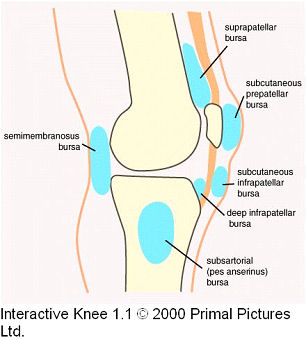 suprapatellar
bursa
subcutaneous
prepatellar
bursa
semimembranosus
bursa
subcutaneous
infrapatellar
bursa
deep infrapatellar
bursa
subsartorial
(pes anserinus)
bursa
Interactive Knee 1.1 © 2000 Primal Pictures
Ltd.